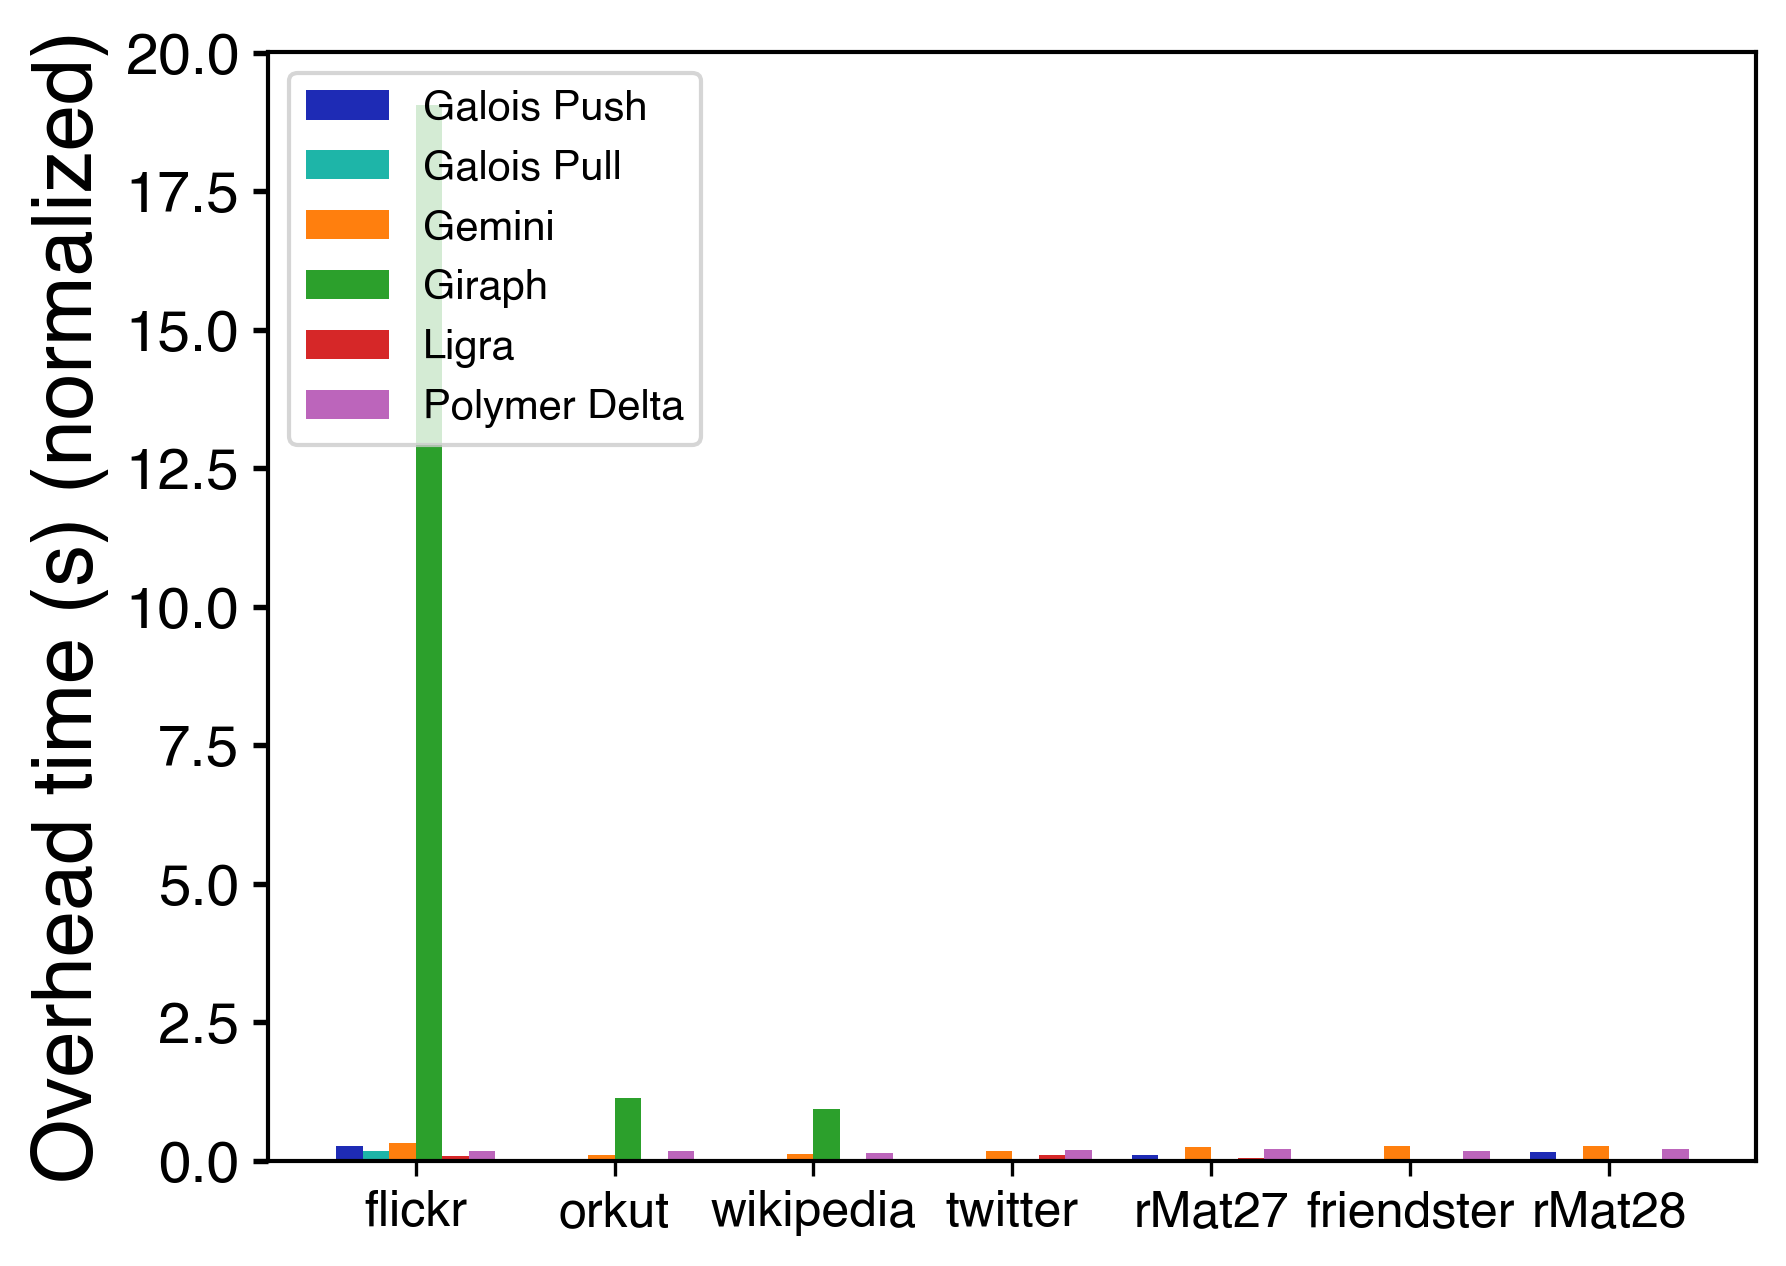 Overhead time (s) (normalized)
20.0
17.5
15.0
12.5
10.0
7.5
5.0
2.5
0.0
Galois Push
Galois Pull
Gemini
Giraph
Ligra
Polymer Delta
flickr
orkut
wikipedia
twitter
rMat27
friendster
rMat28